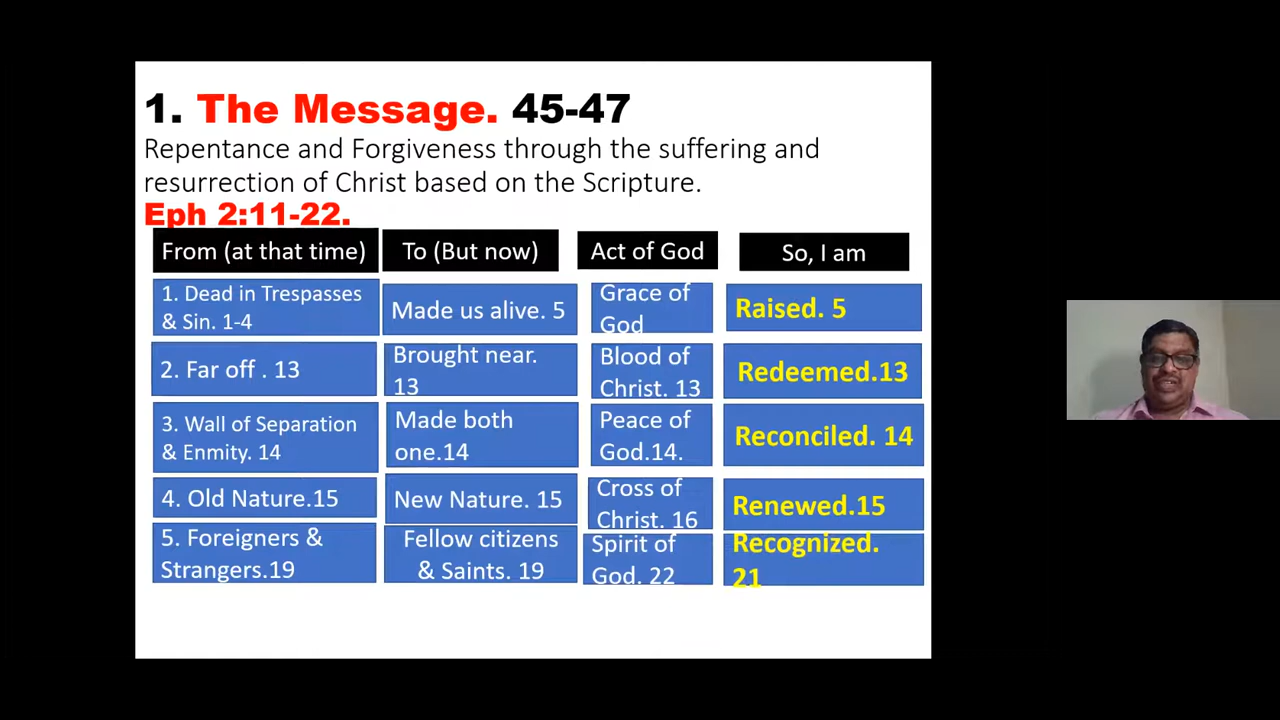 1. The Message. 45-47
Repentance and Forgiveness through the suffering and
resurrection of Christ based on the Scripture.
Eph 2:11-22.
From (at that time)
To (But now)
Act of God
So, I am
1. Dead in Trespasses
& Sin. 1-4
Made us alive. 5
Grace of
God
Raised. 5
2. Far off . 13
Brought near.
13
Blood of
Christ. 13
Redeemed.13
3. Wall of Separation
& Enmity. 14
Made both
one.14
Peace of
God.14.
Reconciled. 14
4. Old Nature.15
New Nature. 15
Cross of
Christ. 16
Renewed.15
5. Foreigners &
Strangers.19
Fellow citizens
& Saints. 19
Spirit of
God. 22
Recognized.
21